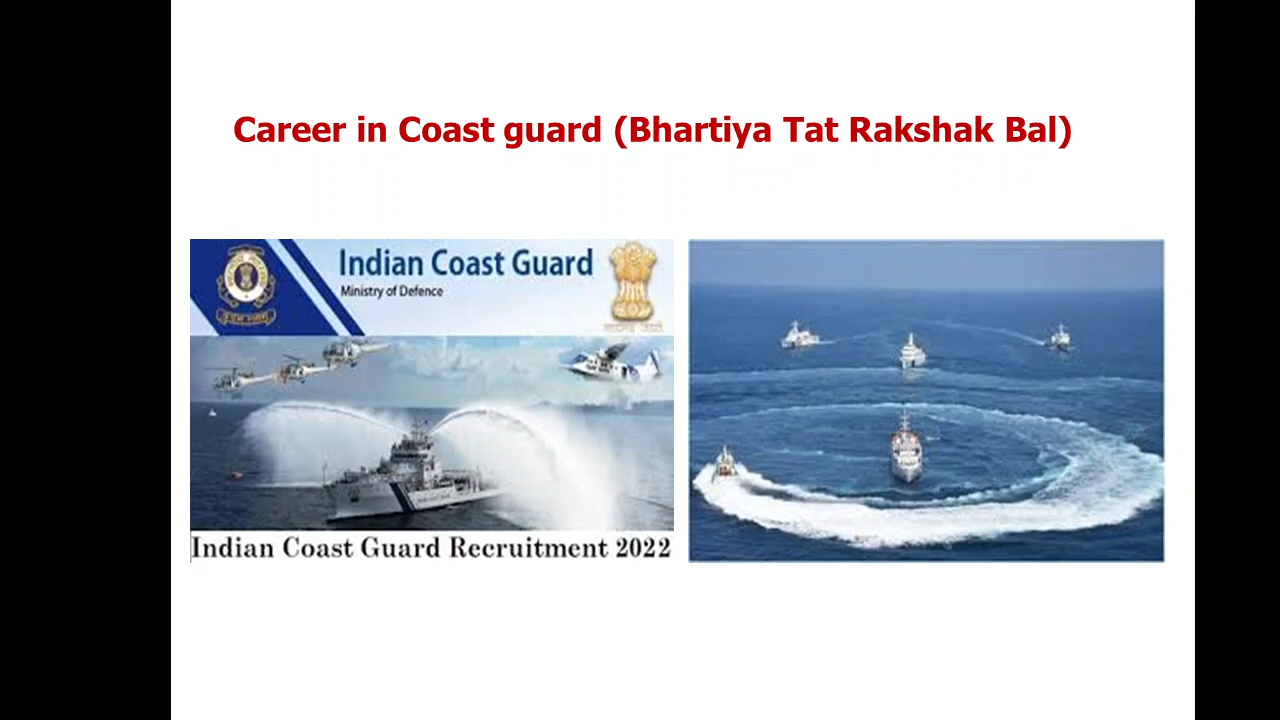 Career in Coast guard (Bhartiya Tat Rakshak Bal)
Indian Coast Guard
Ministry of Defence
Indian Coast Guard Recruitment 2022